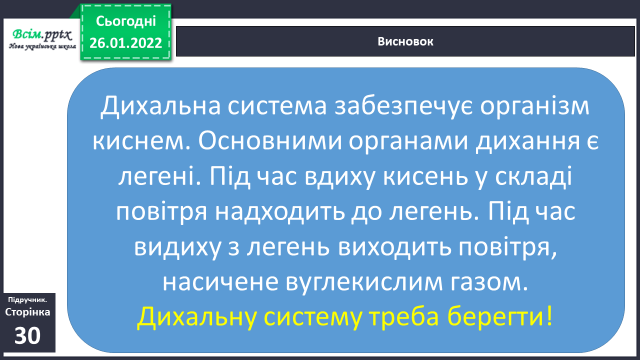 Всім.pptx
Нова українська школа
Сьогодні
26.01.2022
Висновок
Дихальна система забезпечує організм
киснем. Основними органами дихання є
легені. Під час вдиху кисень у складі
повітря надходить до легень. Під час
видиху з легень виходить повітря,
насичене вуглекислим газом.
Дихальну систему треба берегти!
Підручник.
Сторінка
30